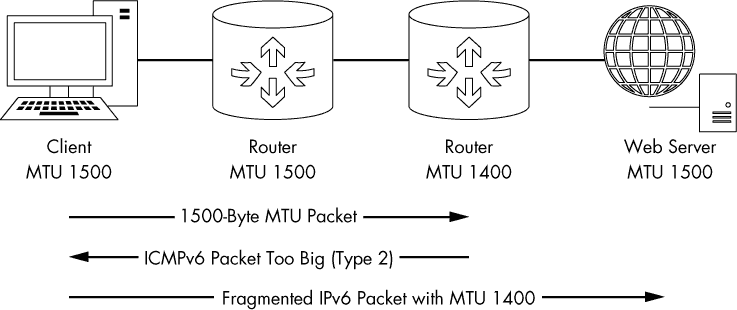 Client
MTU 1500
Router
MTU 1500
Router
MTU 1400
Web Server
MTU 1500
1500-Byte MTU Packet
ICMPv6 Packet Too Big (Type 2)
Fragmented IPv6 Packet with MTU 1400